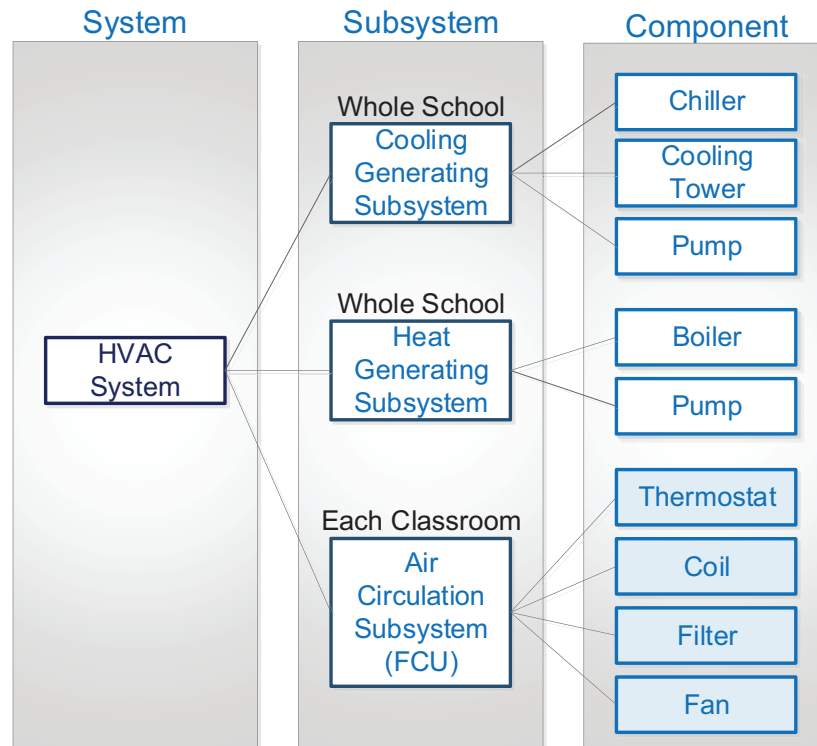 System
Subsystem
Component
HVAC
System
Whole School
Cooling
Generating
Subsystem
Whole School
Heat
Generating
Subsystem
Each Classroom
Air
Circulation
Subsystem
(FCU)
Chiller
Cooling
Tower
Pump
Boiler
Pump
Thermostat
Coil
Filter
Fan